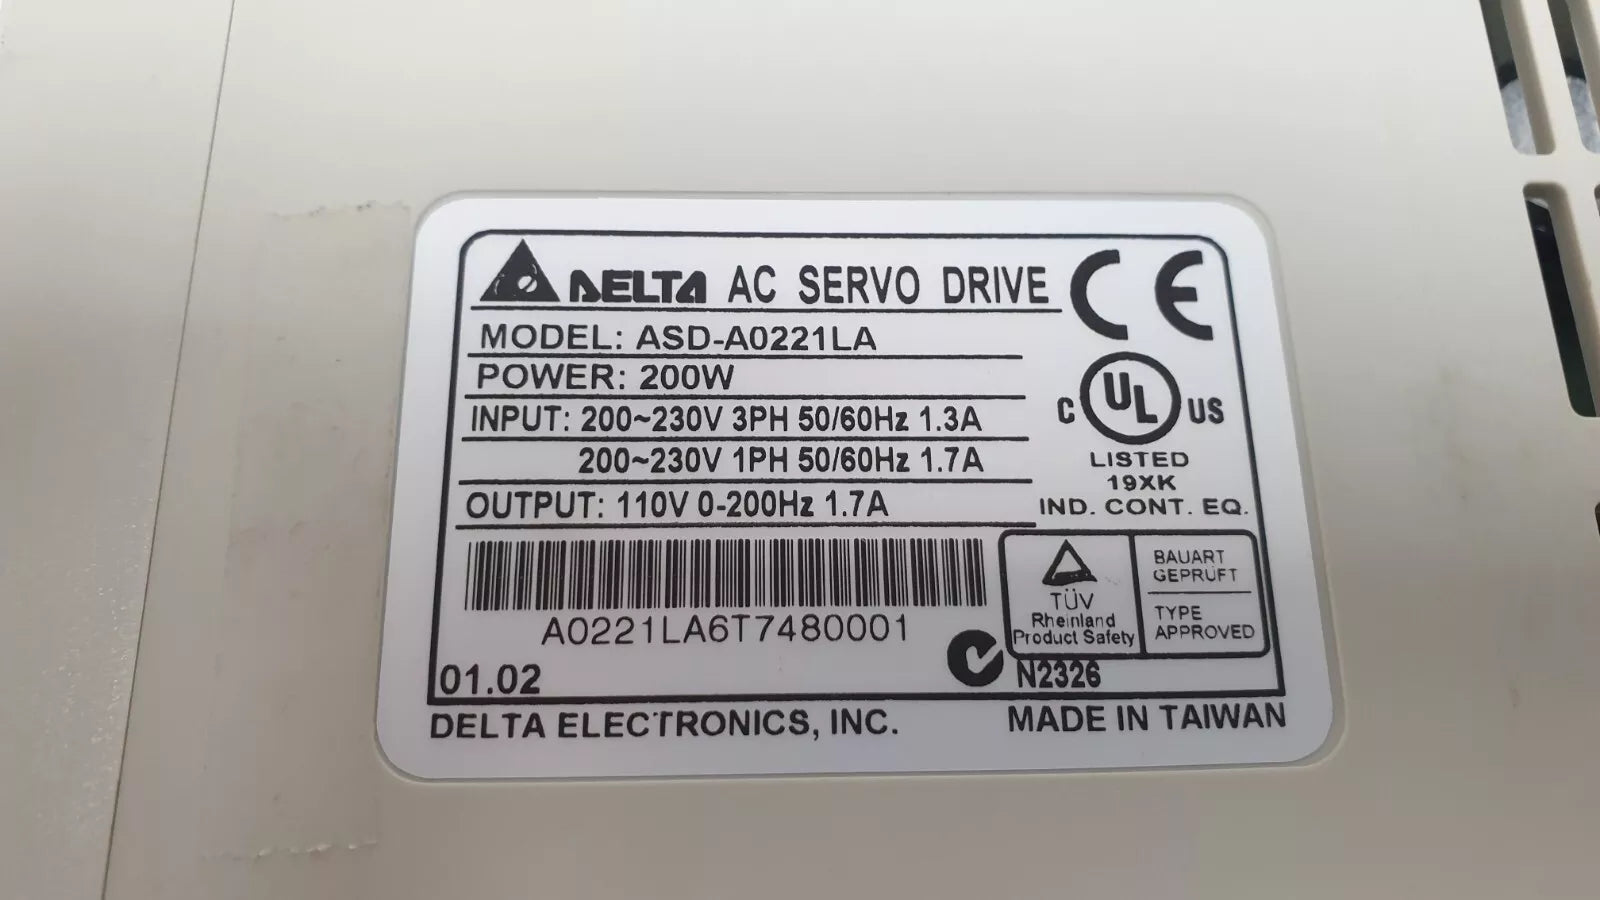 DELTA AC SERVO DRIVE
MODEL: ASD-A0221LA
POWER: 200W
INPUT: 200~230V 3PH 50/60Hz 1.3A
200~230V 1PH 50/60Hz 1.7A
OUTPUT: 110V 0-200Hz 1.7A
A0221LA6T7480001
01.02
CE
C UL US
LISTED
19XK
IND. CONT. EQ.
TÜV
Rheinland
Product Safety
BAUART
GEPRÜFT
TYPE
APPROVED
N2326
DELTA ELECTRONICS, INC.
MADE IN TAIWAN